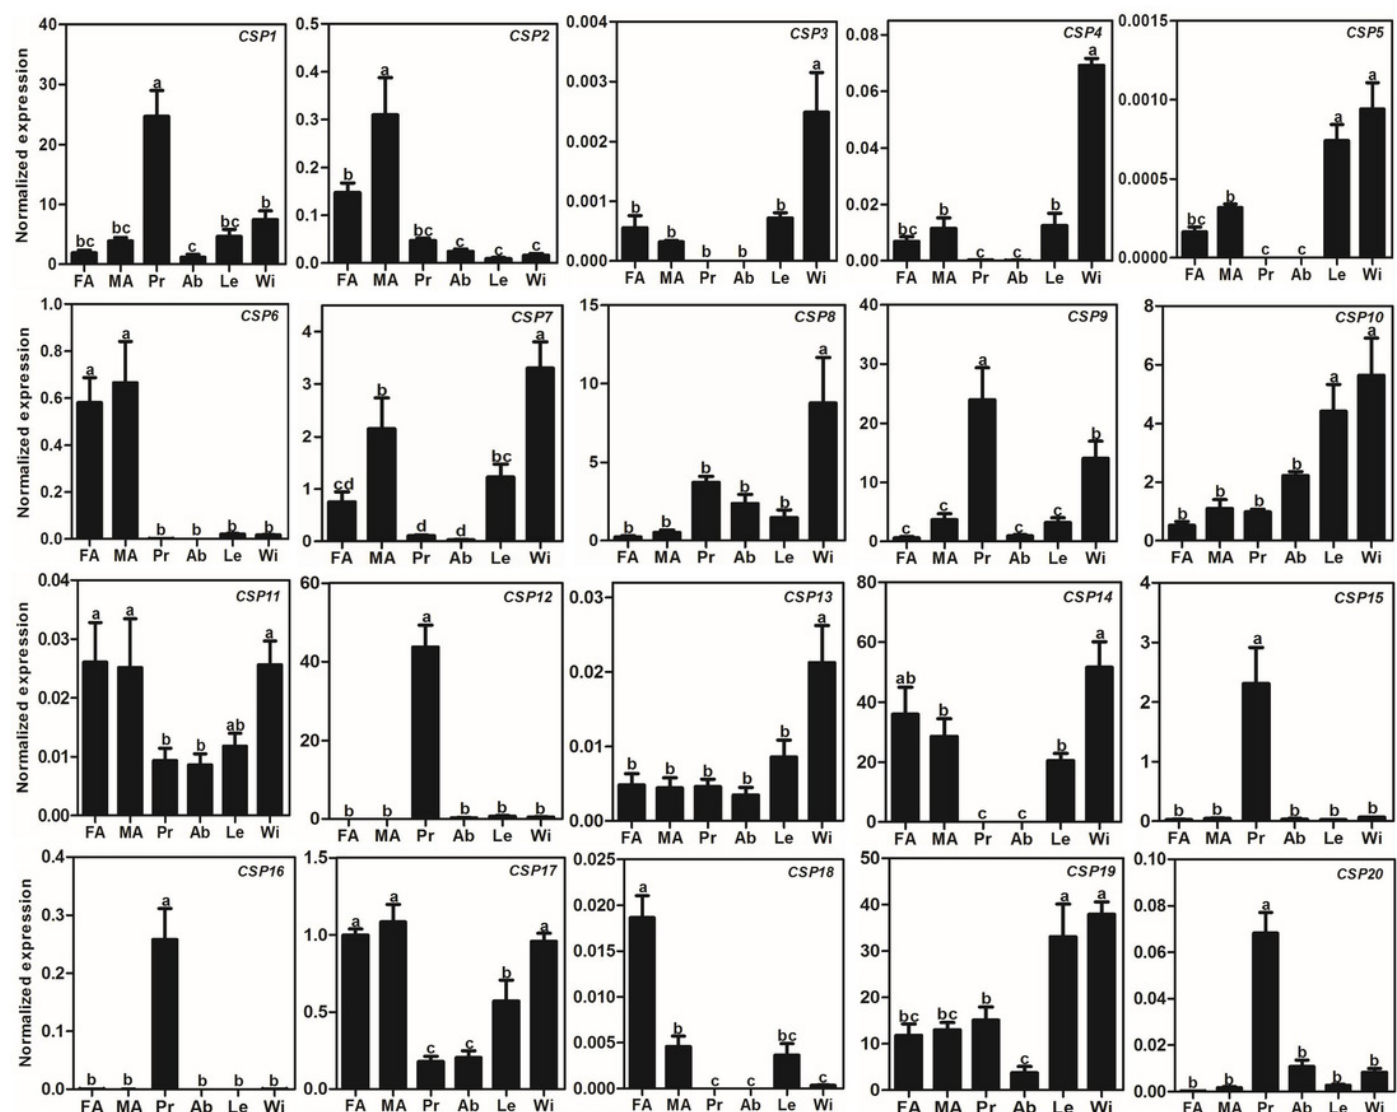 Normalized expression
CSP1
40
30
20
10
0
bc bc a c bc b
FA MA Pr Ab Le Wi
CSP2
0.5
0.4
0.3
0.2
0.1
0.0
b a bc c c c
FA MA Pr Ab Le Wi
CSP3
0.004
0.003
0.002
0.001
0.000
b b b b b a
FA MA Pr Ab Le Wi
CSP4
0.08
0.06
0.04
0.02
0.00
bc b c c b a
FA MA Pr Ab Le Wi
CSP5
0.0015
0.0010
0.0005
0.0000
bc b c c a a
FA MA Pr Ab Le Wi
Normalized expression
CSP6
1.0
0.8
0.6
0.4
0.2
0.0
a a b b b b
FA MA Pr Ab Le Wi
CSP7
4
3
2
1
0
cd b d d bc a
FA MA Pr Ab Le Wi
CSP8
15
10
5
0
b b b b b a
FA MA Pr Ab Le Wi
CSP9
40
30
20
10
0
c c a c c b
FA MA Pr Ab Le Wi
CSP10
8
6
4
2
0
b b b b a a
FA MA Pr Ab Le Wi
Normalized expression
CSP11
0.04
0.03
0.02
0.01
0.00
a a b b ab a
FA MA Pr Ab Le Wi
CSP12
60
40
20
0
b b a b b b
FA MA Pr Ab Le Wi
CSP13
0.03
0.02
0.01
0.00
b b b b b a
FA MA Pr Ab Le Wi
CSP14
80
60
40
20
0
ab b c c b a
FA MA Pr Ab Le Wi
CSP15
4
3
2
1
0
b b a b b b
FA MA Pr Ab Le Wi
Normalized expression
CSP16
0.4
0.3
0.2
0.1
0.0
b b a b b b
FA MA Pr Ab Le Wi
CSP17
1.5
1.0
0.5
0.0
a a c c b a
FA MA Pr Ab Le Wi
CSP18
0.025
0.020
0.015
0.010
0.005
0.000
a b c c bc c
FA MA Pr Ab Le Wi
CSP19
50
40
30
20
10
0
bc bc b c a a
FA MA Pr Ab Le Wi
CSP20
0.10
0.08
0.06
0.04
0.02
0.00
b b a b b b
FA MA Pr Ab Le Wi